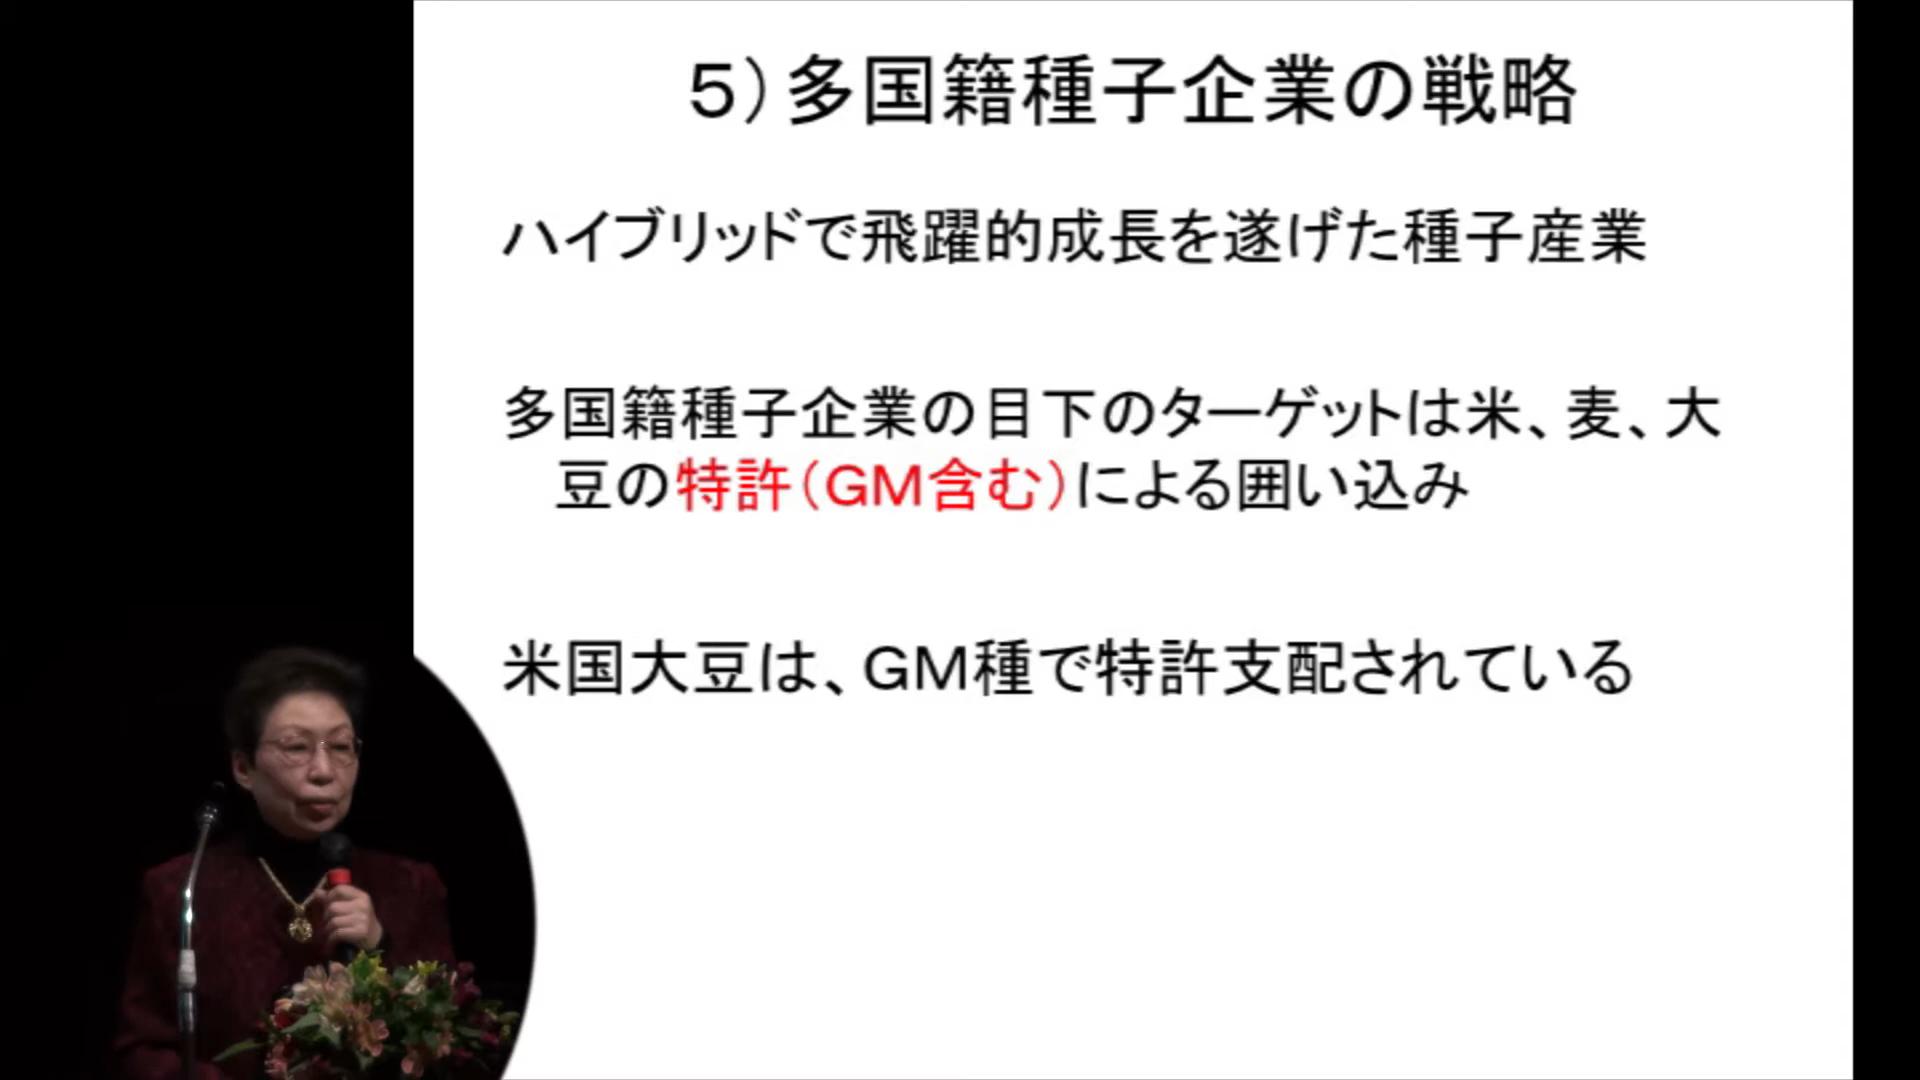 5）多国籍種子企業の戦略
ハイブリッドで飛躍的成長を遂げた種子産業
多国籍種子企業の目下のターゲットは米、麦、大
豆の特許（GM含む）による囲い込み
米国大豆は、GM種で特許支配されている